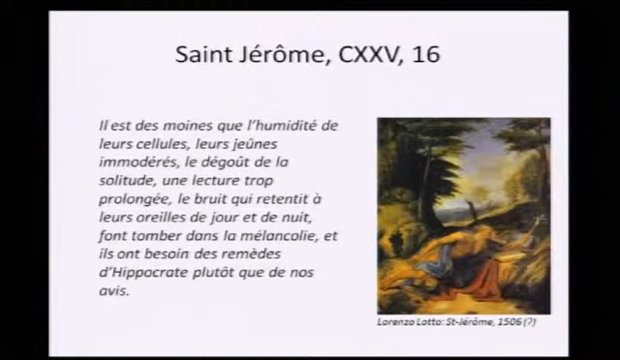 Saint Jérôme, CXXV, 16
Il est des moines que l'humidité de
leurs cellules, leurs jeûnes
immodérés, le dégoût de la
solitude, une lecture trop
prolongée, le bruit qui retentit à
leurs oreilles de jour et de nuit,
font tomber dans la mélancolie, et
ils ont besoin des remèdes
d'Hippocrate plutôt que de nos
avis.
Lorenzo Lotto: St-Jérôme, 1506 (?)